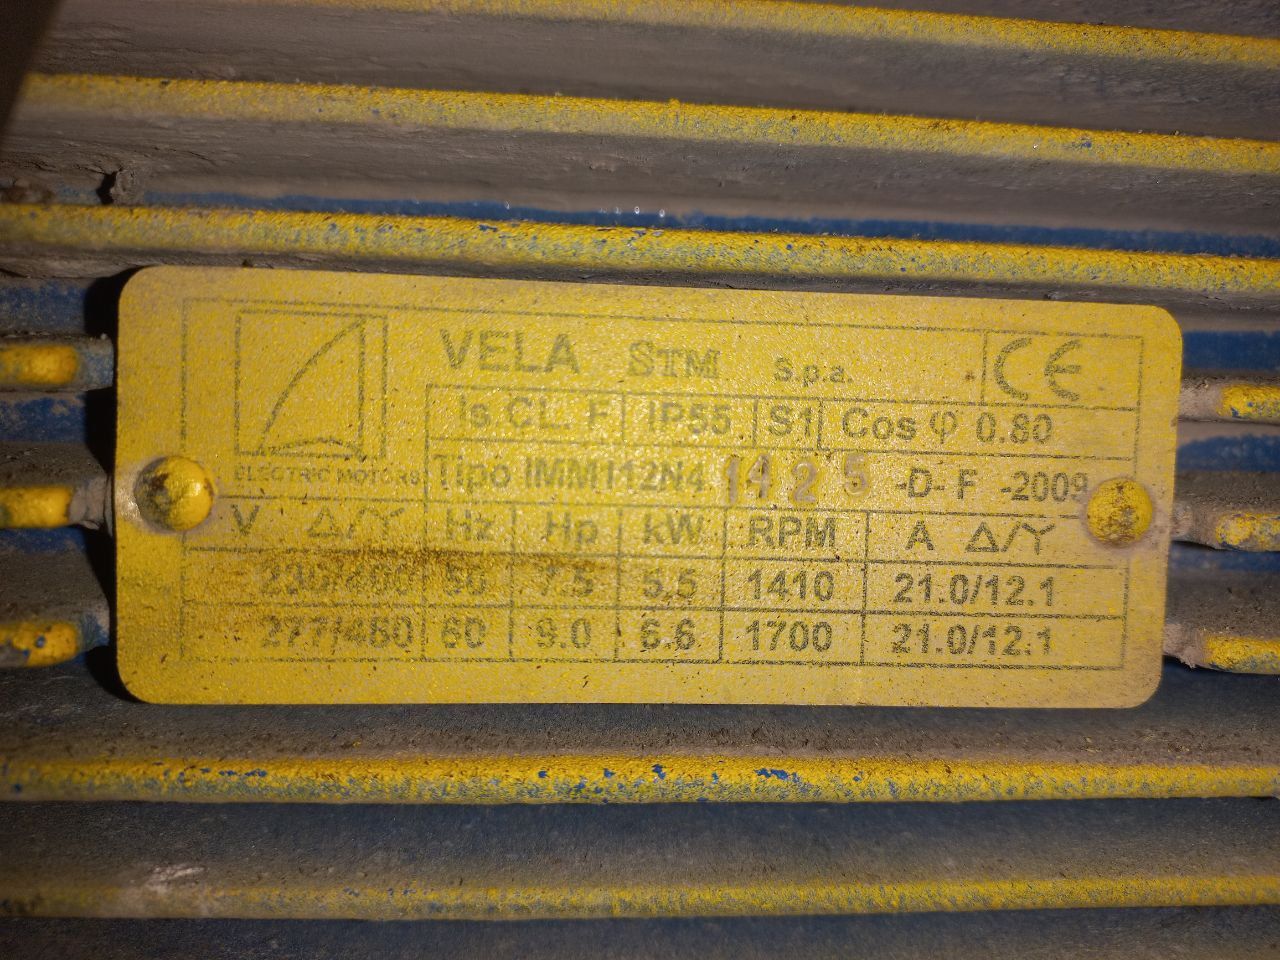 VELA STM S.p.a. CE
Is CL. F IP55 S1 Cos φ 0.80
ELECTRIC MOTORS
Tipo IMM112N4 1425 -D- F -2009
V Δ/Y Hz Hp kW RPM A Δ/Y
230/400 50 7.5 5.5 1410 21.0/12.1
277/480 60 9.0 6.6 1700 21.0/12.1